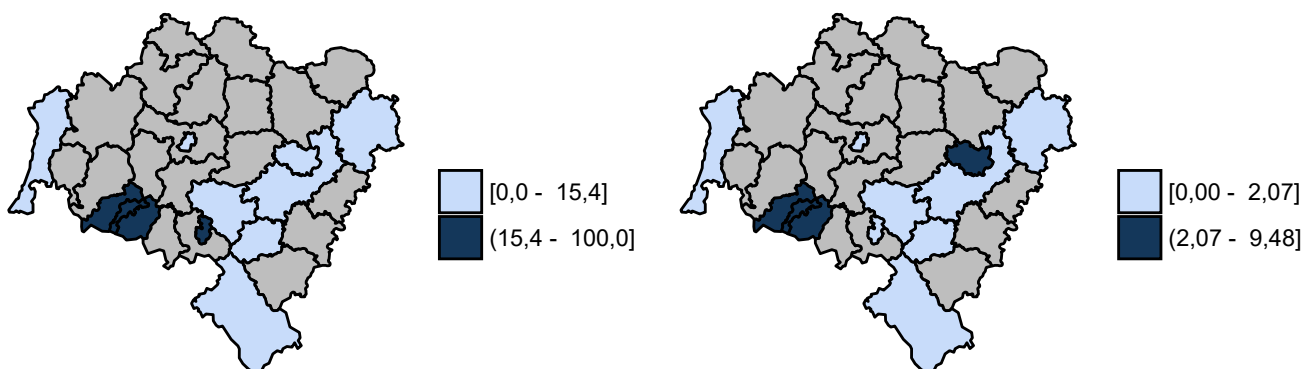 [0,0 - 15,4]
(15,4 - 100,0]
[0,00 - 2,07]
(2,07 - 9,48]